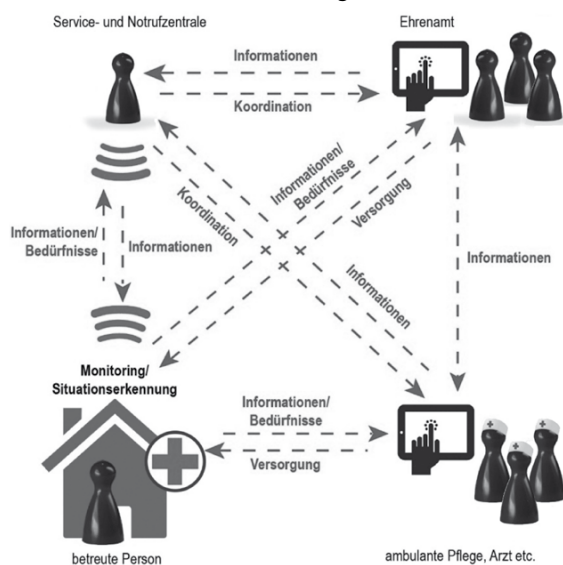 Service- und Notrufzentrale
Ehrenamt
Informationen
Koordination
Informationen/
Bedürfnisse
Versorgung
Koordination
Informationen/
Bedürfnisse
Informationen
Informationen
Informationen
Monitoring/
Situationserkennung
Informationen/
Bedürfnisse
Versorgung
betreute Person
ambulante Pflege, Arzt etc.